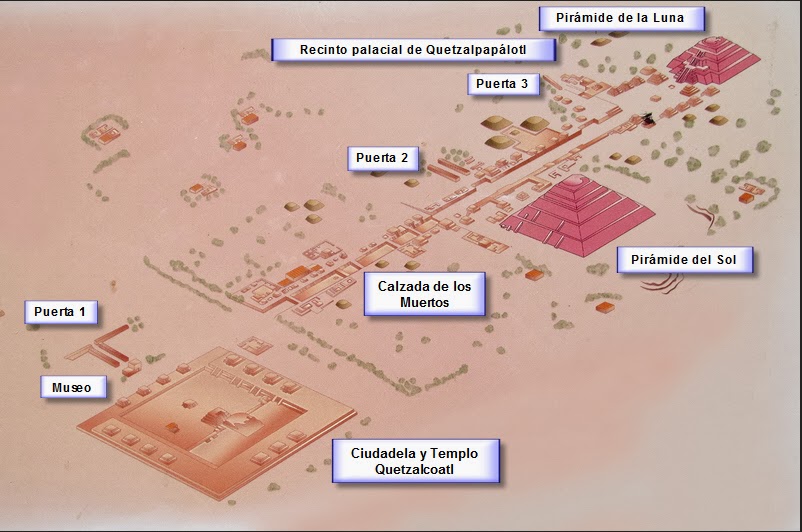 Pirámide de la Luna
Recinto palacial de Quetzalpapálotl
Puerta 3
Puerta 2
Pirámide del Sol
Calzada de los
Muertos
Puerta 1
Museo
Ciudadela y Templo
Quetzalcoatl